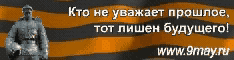 Кто не уважает прошлое,
тот лишен будущего!
www.9may.ru